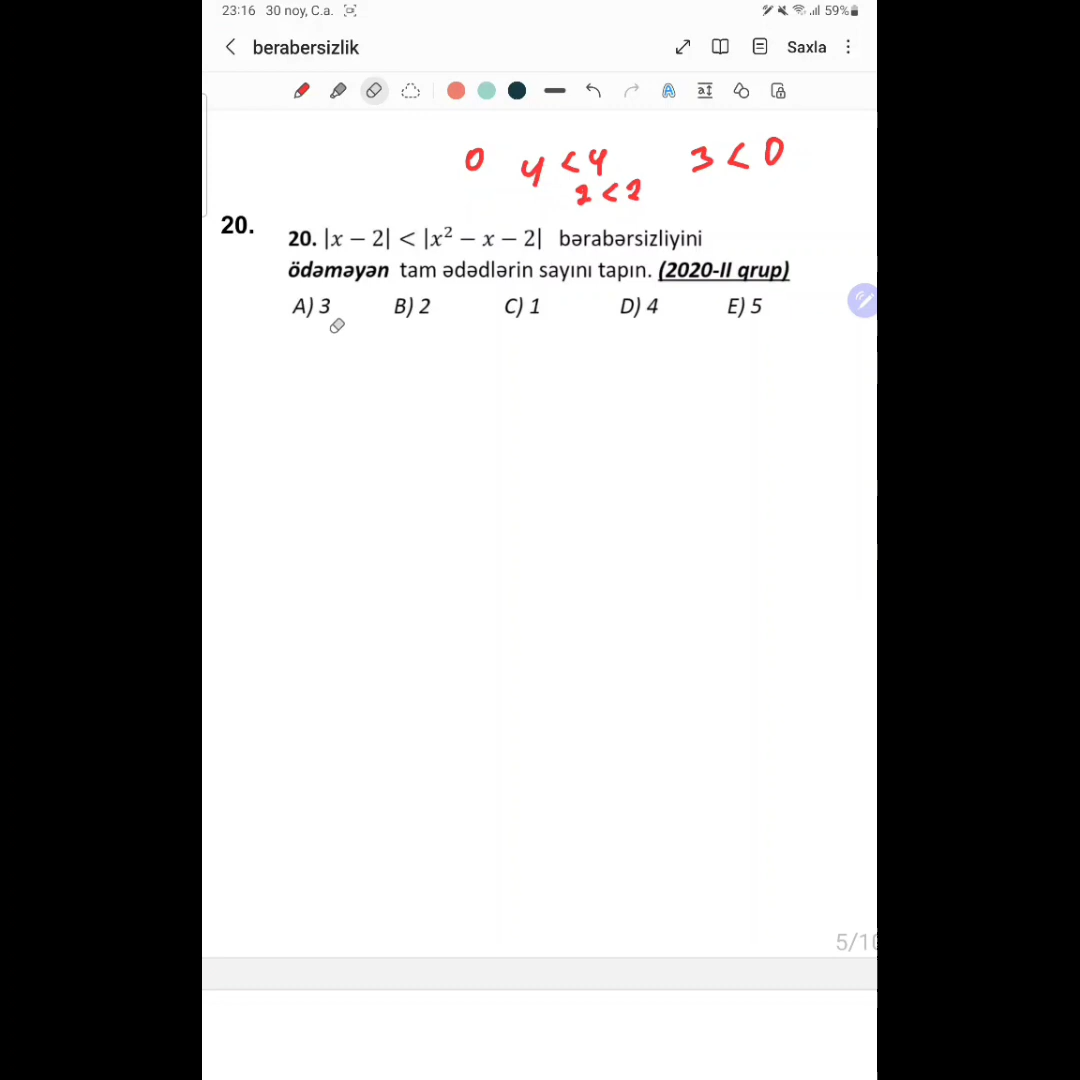 23:16 30 noy, C.a. 59%
berabersizlik Saxla
0 4 < 4 3 < 0
2 < 2
20.
20. |x − 2| < |x² − x − 2| bərabərsizliyini
ödəməyən tam ədədlərin sayını tapın. (2020-II qrup)
A) 3 B) 2 C) 1 D) 4 E) 5
5/10